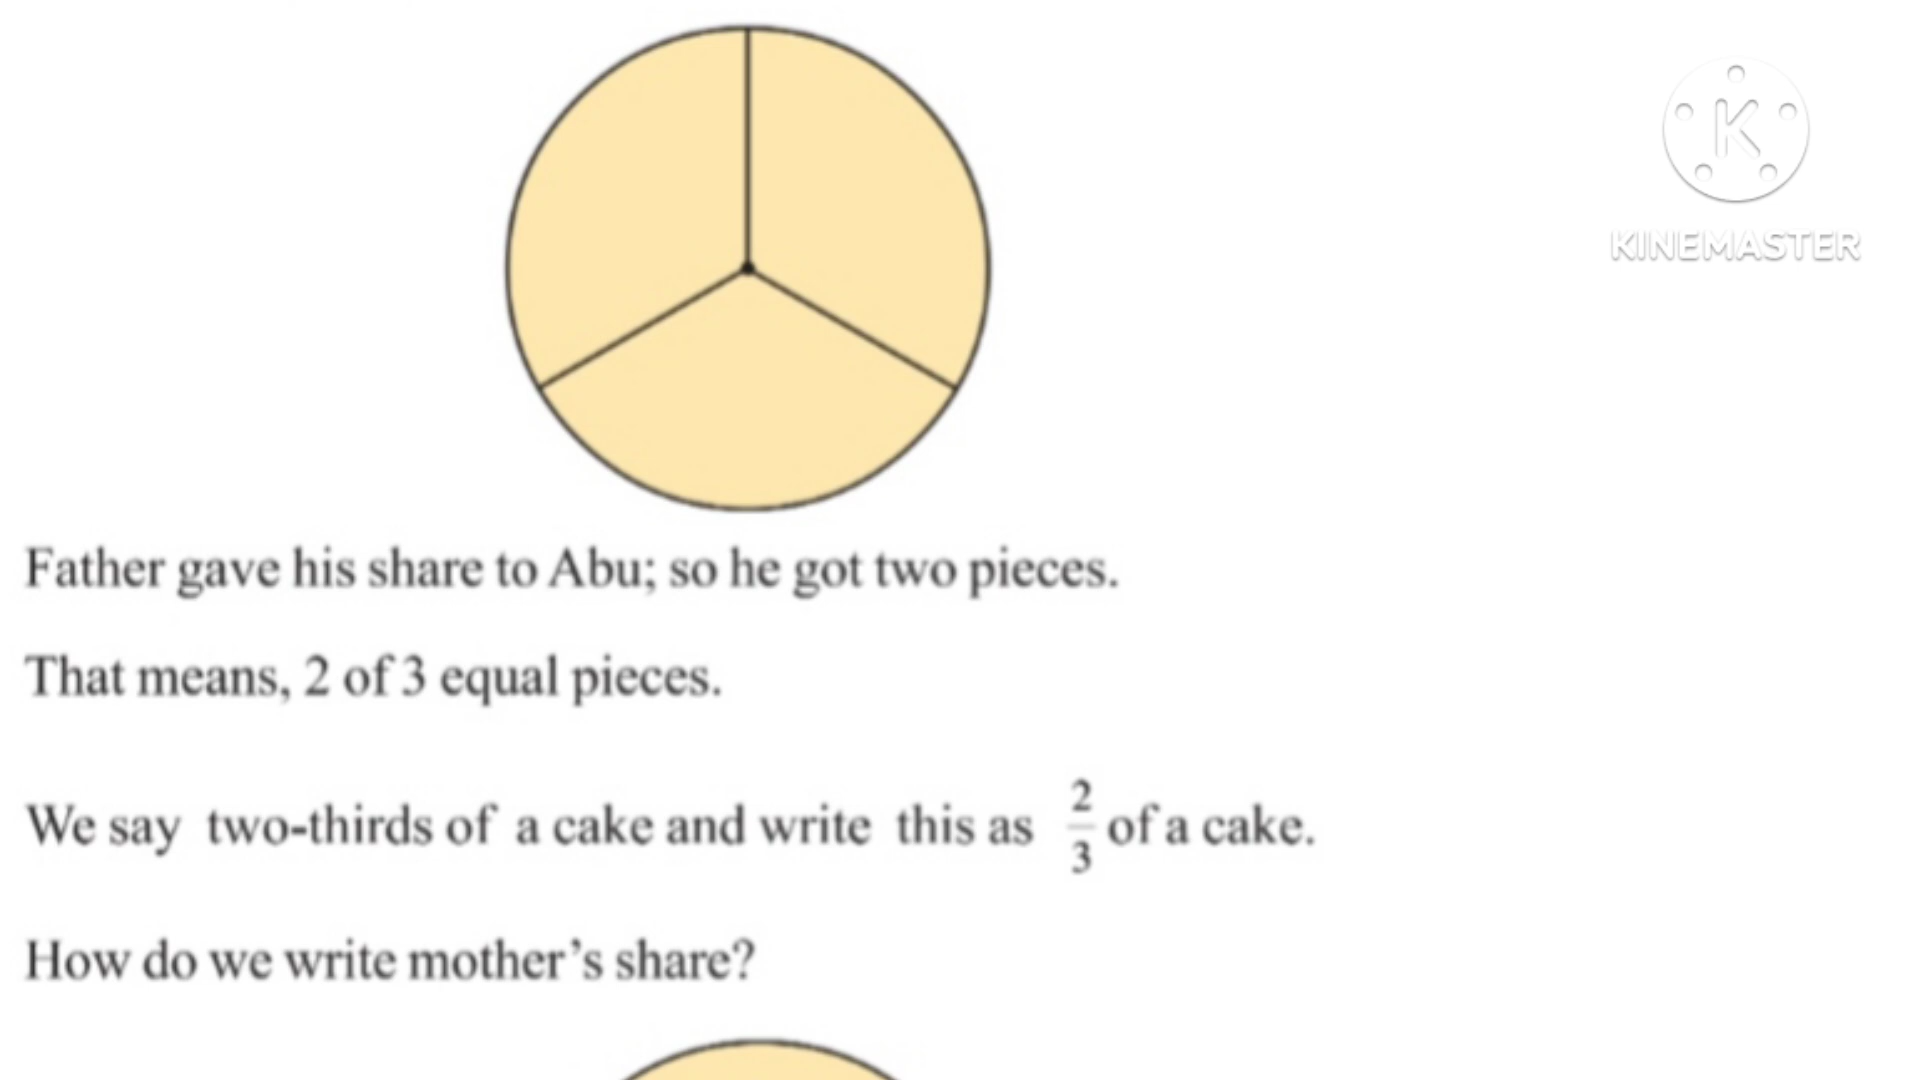 KINEMASTER
Father gave his share to Abu; so he got two pieces.
That means, 2 of 3 equal pieces.
We say two-thirds of a cake and write this as 2/3 of a cake.
How do we write mother's share?